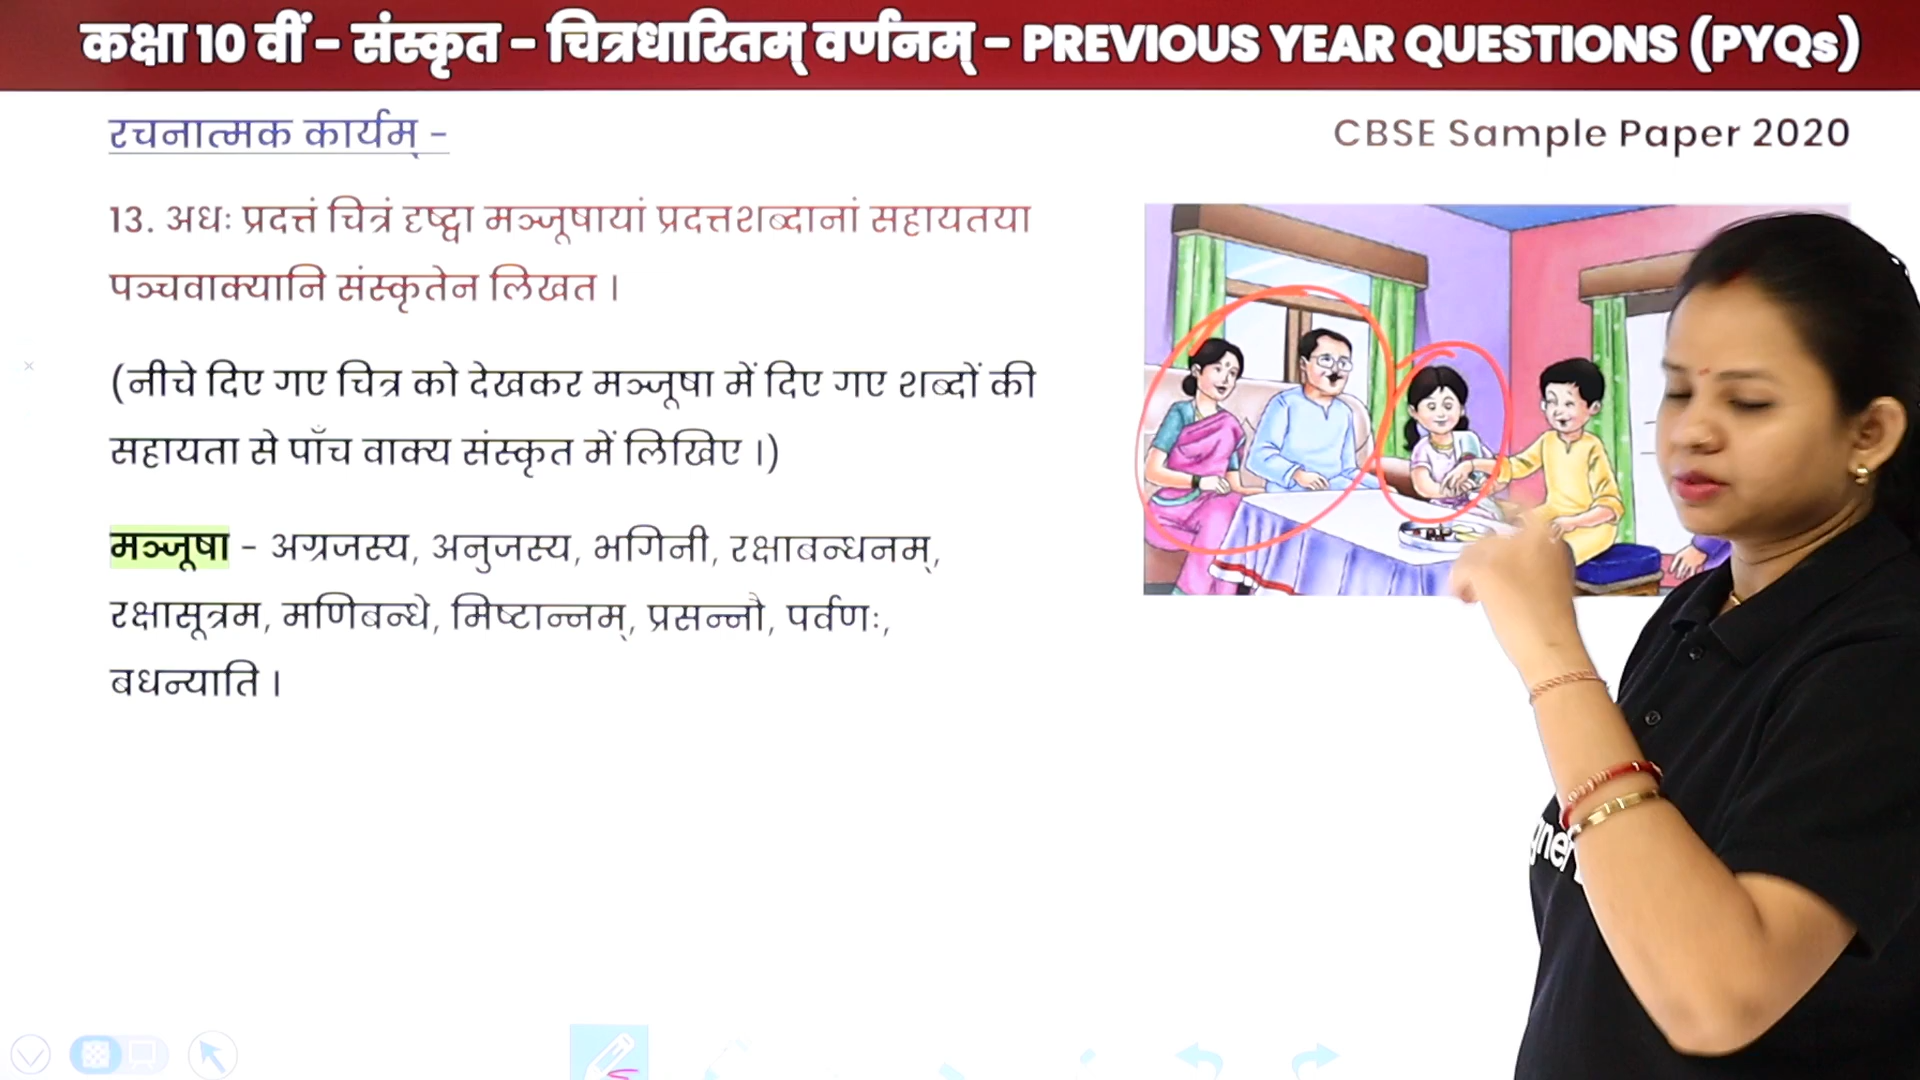 कक्षा 10 वीं - संस्कृत - चित्रधारितम् वर्णनम् - PREVIOUS YEAR QUESTIONS (PYQs)
रचनात्मक कार्यम् -
CBSE Sample Paper 2020
13. अधः प्रदत्तं चित्रं दृष्ट्वा मञ्जूषायां प्रदत्तशब्दानां सहायतया
पञ्चवाक्यानि संस्कृतेन लिखत ।
(नीचे दिए गए चित्र को देखकर मञ्जूषा में दिए गए शब्दों की
सहायता से पाँच वाक्य संस्कृत में लिखिए ।)
मञ्जूषा - अग्रजस्य, अनुजस्य, भगिनी, रक्षाबन्धनम्,
रक्षासूत्रम, मणिबन्धे, मिष्टान्नम्, प्रसन्नौ, पर्वणः,
बधन्याति ।